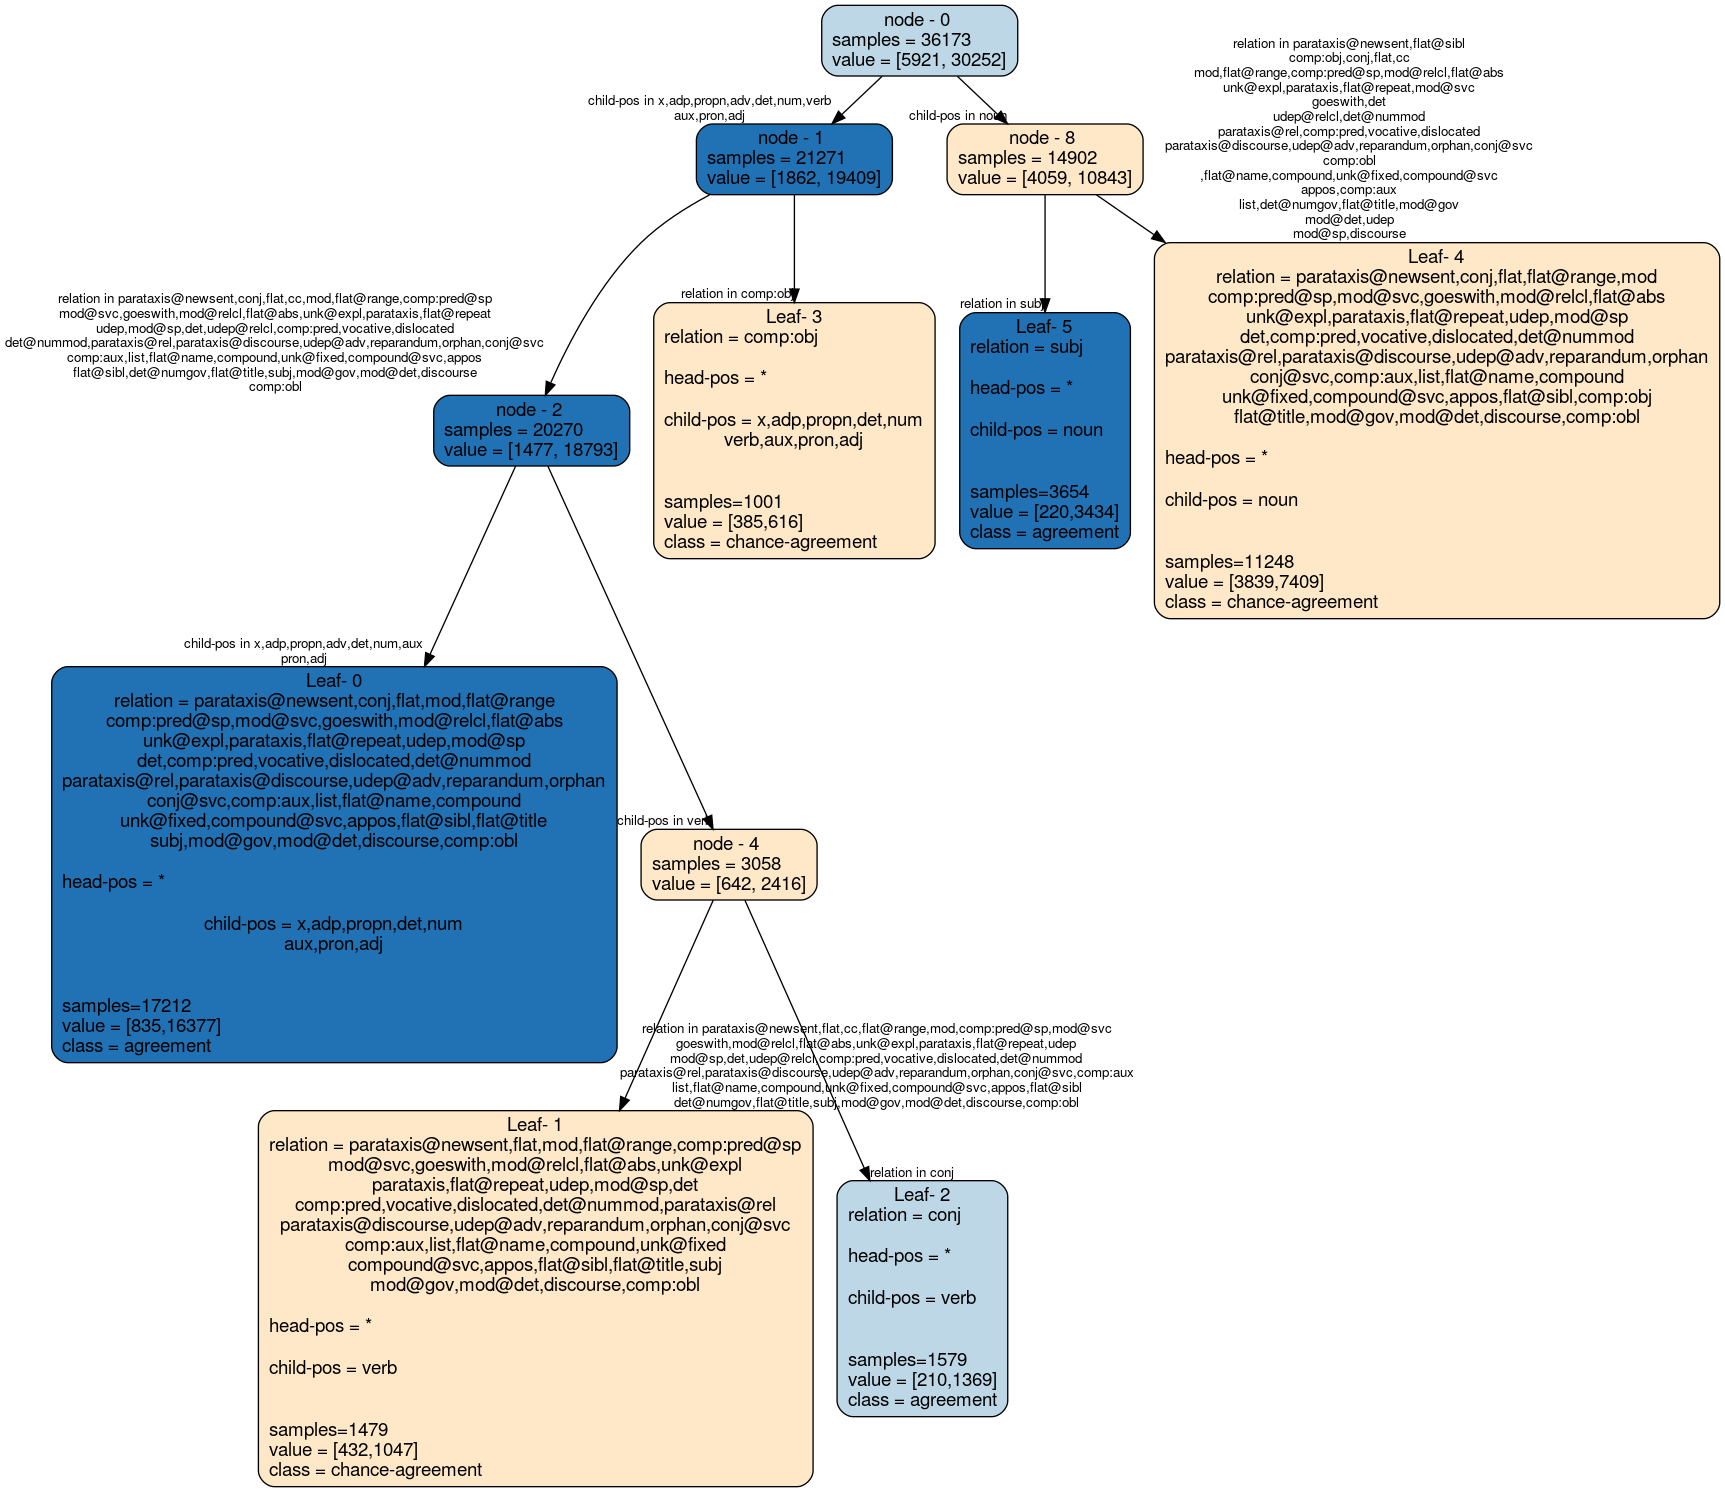 node - 0
samples = 36173
value = [5921, 30252]
child-pos in x,adp,propn,adv,det,num,verb
aux,pron,adj
node - 1
samples = 21271
value = [1862, 19409]
child-pos in noun
node - 8
samples = 14902
value = [4059, 10843]
relation in parataxis@newsent,flat@sibl
comp:obj,conj,flat,cc
mod,flat@range,comp:pred@sp,mod@relcl,flat@abs
unk@expl,parataxis,flat@repeat,mod@svc
goeswith,det
udep@relcl,det@nummod
parataxis@rel,comp:pred,vocative,dislocated
parataxis@discourse,udep@adv,reparandum,orphan,conj@svc
comp:obl
,flat@name,compound,unk@fixed,compound@svc
appos,comp:aux
list,det@numgov,flat@title,mod@gov
mod@det,udep
mod@sp,discourse
Leaf- 4
relation = parataxis@newsent,conj,flat,flat@range,mod
comp:pred@sp,mod@svc,goeswith,mod@relcl,flat@abs
unk@expl,parataxis,flat@repeat,udep,mod@sp
det,comp:pred,vocative,dislocated,det@nummod
parataxis@rel,parataxis@discourse,udep@adv,reparandum,orphan
conj@svc,comp:aux,list,flat@name,compound
unk@fixed,compound@svc,appos,flat@sibl,comp:obj
flat@title,mod@gov,mod@det,discourse,comp:obl
head-pos = *
child-pos = noun
samples=11248
value = [3839,7409]
class = chance-agreement
relation in subj
Leaf- 5
relation = subj
head-pos = *
child-pos = noun
samples=3654
value = [220,3434]
class = agreement
relation in comp:obj
Leaf- 3
relation = comp:obj
head-pos = *
child-pos = x,adp,propn,det,num
verb,aux,pron,adj
samples=1001
value = [385,616]
class = chance-agreement
relation in parataxis@newsent,conj,flat,cc,mod,flat@range,comp:pred@sp
mod@svc,goeswith,mod@relcl,flat@abs,unk@expl,parataxis,flat@repeat
udep,mod@sp,det,udep@relcl,comp:pred,vocative,dislocated
det@nummod,parataxis@rel,parataxis@discourse,udep@adv,reparandum,orphan,conj@svc
comp:aux,list,flat@name,compound,unk@fixed,compound@svc,appos
flat@sibl,det@numgov,flat@title,subj,mod@gov,mod@det,discourse
comp:obl
node - 2
samples = 20270
value = [1477, 18793]
child-pos in x,adp,propn,adv,det,num,aux
pron,adj
Leaf- 0
relation = parataxis@newsent,conj,flat,mod,flat@range
comp:pred@sp,mod@svc,goeswith,mod@relcl,flat@abs
unk@expl,parataxis,flat@repeat,udep,mod@sp
det,comp:pred,vocative,dislocated,det@nummod
parataxis@rel,parataxis@discourse,udep@adv,reparandum,orphan
conj@svc,comp:aux,list,flat@name,compound
unk@fixed,compound@svc,appos,flat@sibl,flat@title
subj,mod@gov,mod@det,discourse,comp:obl
head-pos = *
child-pos = x,adp,propn,det,num
aux,pron,adj
samples=17212
value = [835,16377]
class = agreement
child-pos in verb
node - 4
samples = 3058
value = [642, 2416]
relation in parataxis@newsent,flat,cc,flat@range,mod,comp:pred@sp,mod@svc
goeswith,mod@relcl,flat@abs,unk@expl,parataxis,flat@repeat,udep
mod@sp,det,udep@relcl,comp:pred,vocative,dislocated,det@nummod
parataxis@rel,parataxis@discourse,udep@adv,reparandum,orphan,conj@svc,comp:aux
list,flat@name,compound,unk@fixed,compound@svc,appos,flat@sibl
det@numgov,flat@title,subj,mod@gov,mod@det,discourse,comp:obl
Leaf- 1
relation = parataxis@newsent,flat,mod,flat@range,comp:pred@sp
mod@svc,goeswith,mod@relcl,flat@abs,unk@expl
parataxis,flat@repeat,udep,mod@sp,det
comp:pred,vocative,dislocated,det@nummod,parataxis@rel
parataxis@discourse,udep@adv,reparandum,orphan,conj@svc
comp:aux,list,flat@name,compound,unk@fixed
compound@svc,appos,flat@sibl,flat@title,subj
mod@gov,mod@det,discourse,comp:obl
head-pos = *
child-pos = verb
samples=1479
value = [432,1047]
class = chance-agreement
relation in conj
Leaf- 2
relation = conj
head-pos = *
child-pos = verb
samples=1579
value = [210,1369]
class = agreement